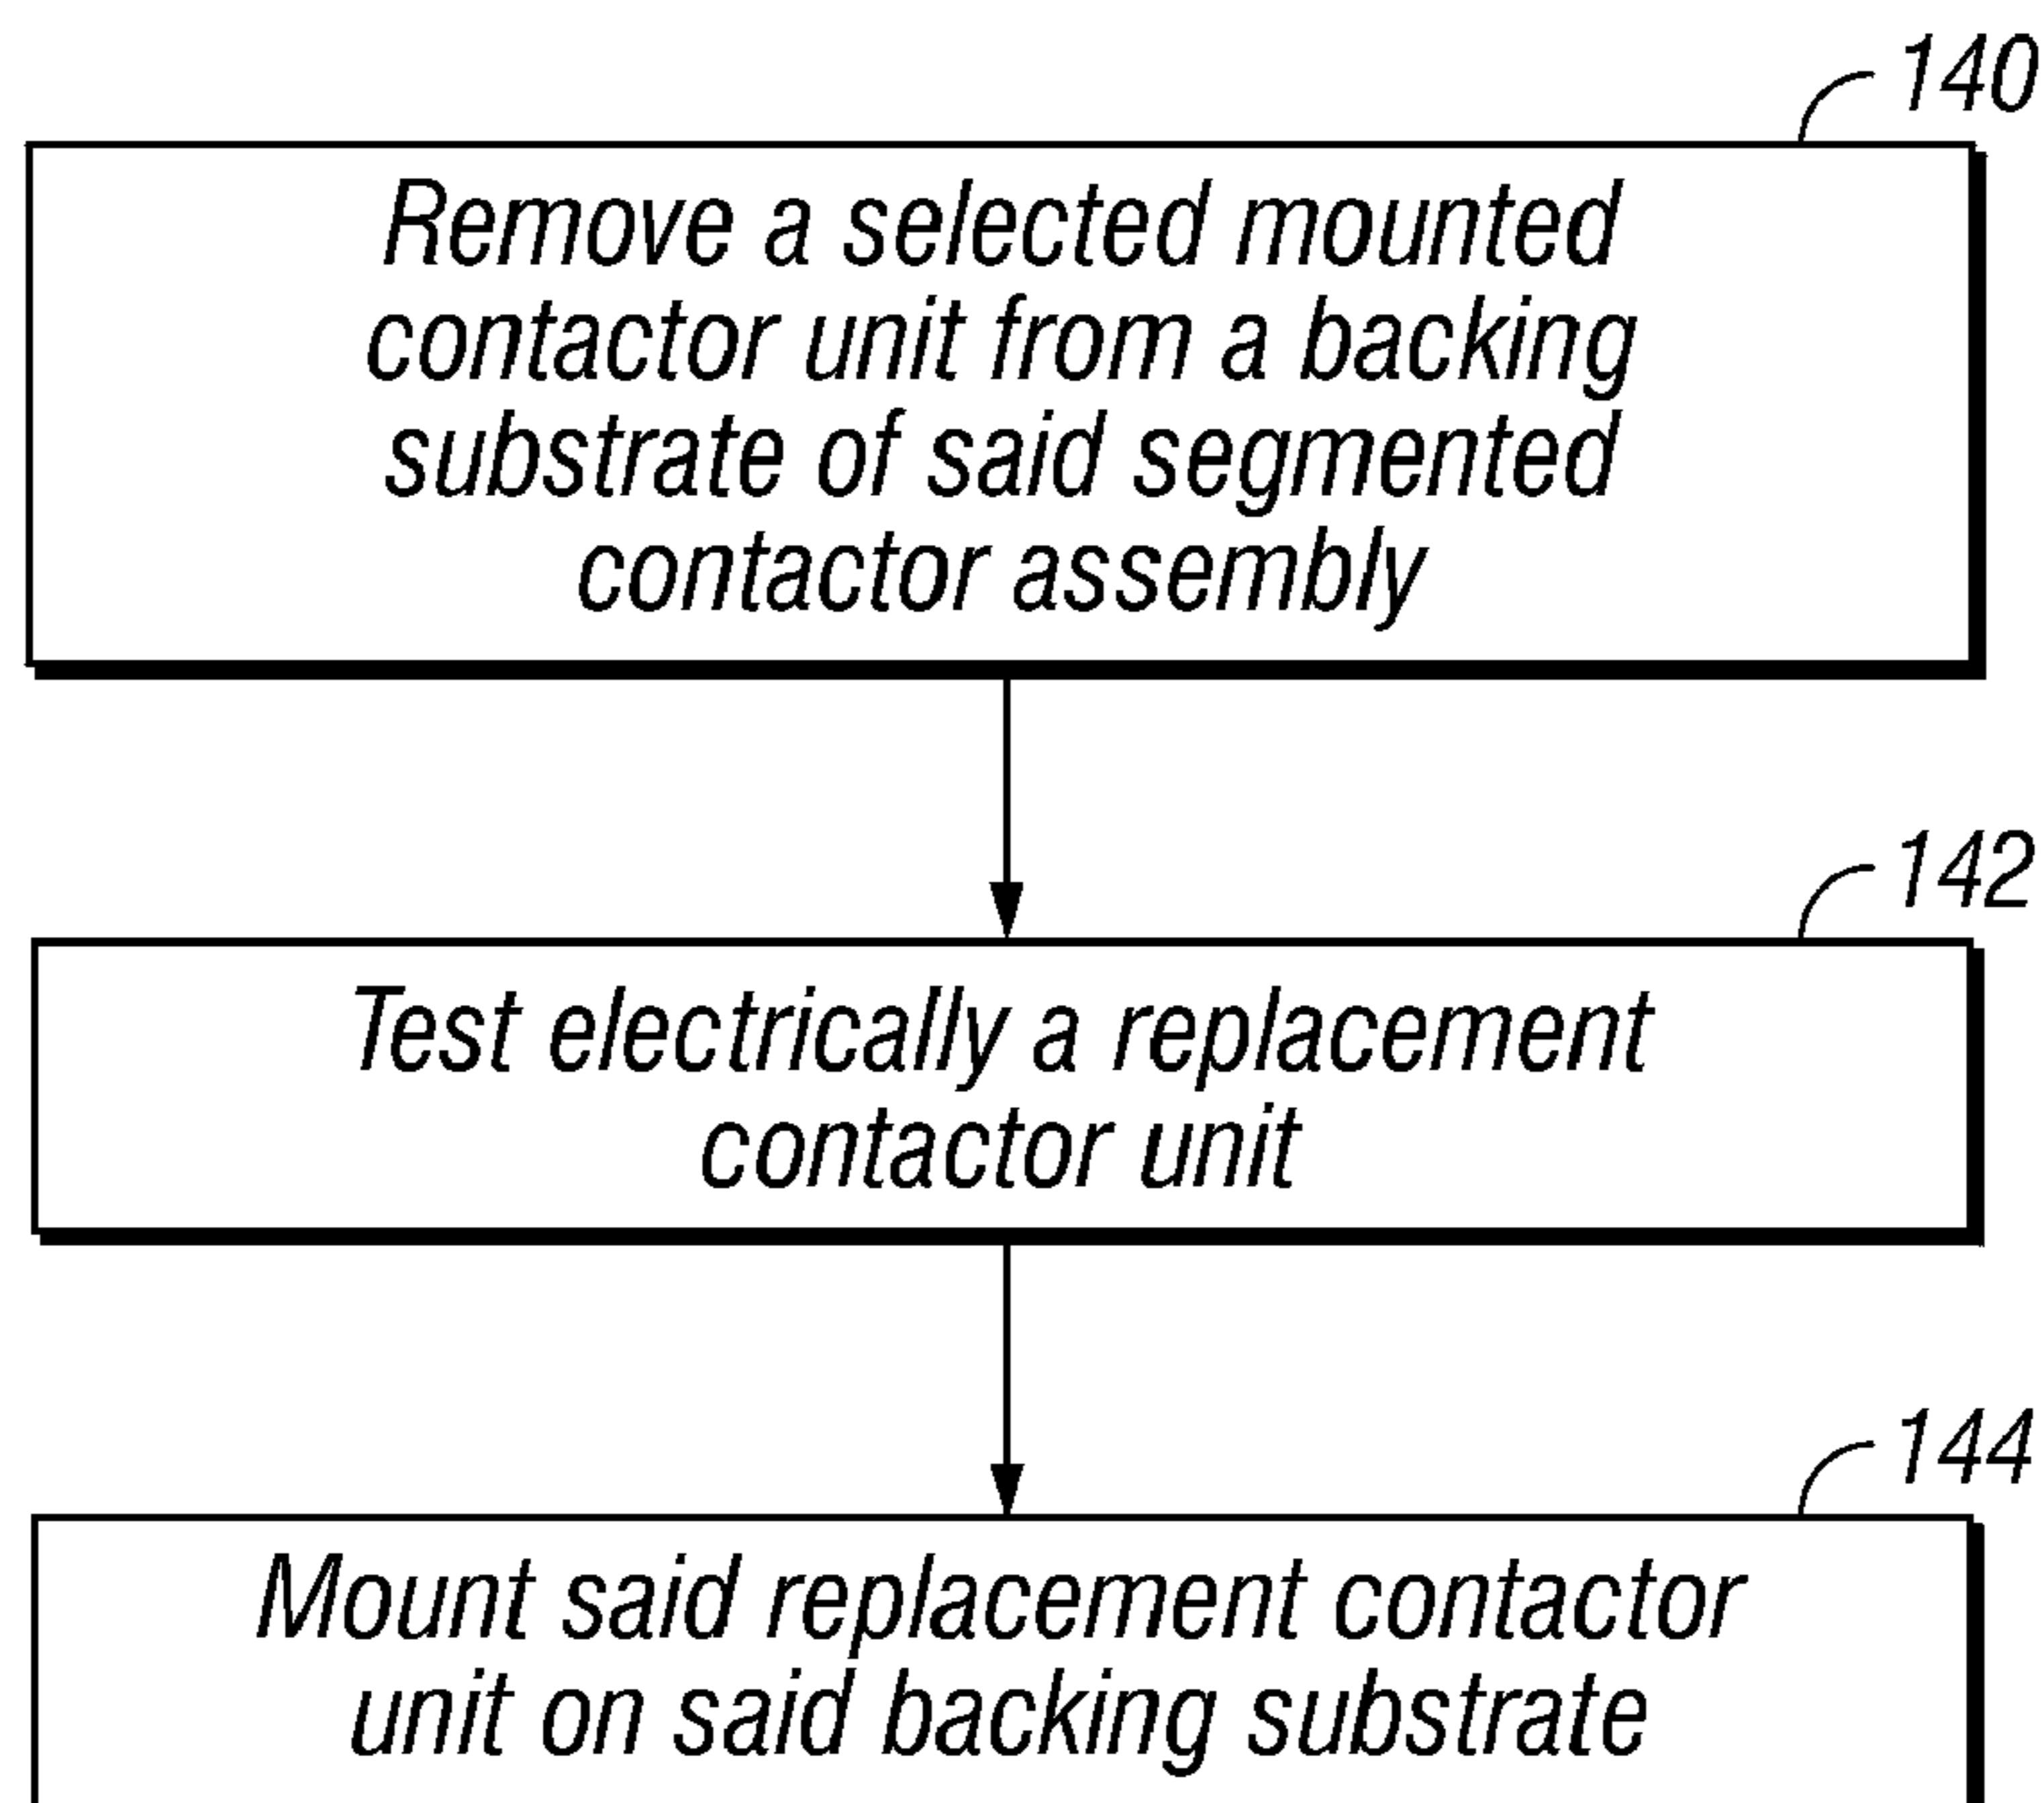 140
Remove a selected mounted
contactor unit from a backing
substrate of said segmented
contactor assembly
142
Test electrically a replacement
contactor unit
144
Mount said replacement contactor
unit on said backing substrate